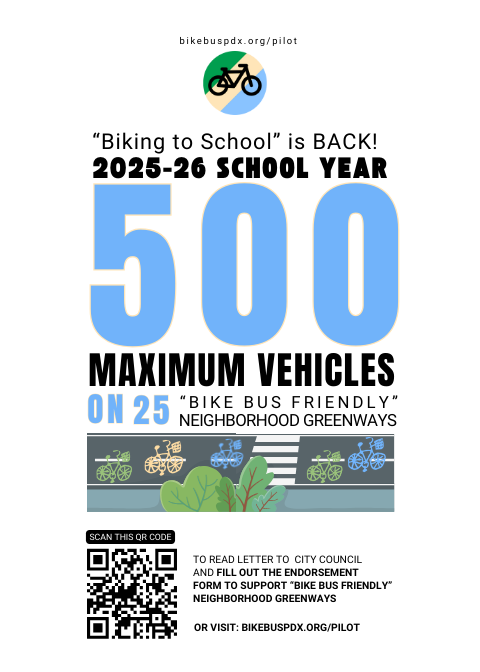 bikebuspdx.org/pilot
“Biking to School” is BACK!
2025-26 SCHOOL YEAR
500
MAXIMUM VEHICLES
ON 25 “BIKE BUS FRIENDLY”
NEIGHBORHOOD GREENWAYS
SCAN THIS QR CODE
TO READ LETTER TO CITY COUNCIL
AND FILL OUT THE ENDORSEMENT
FORM TO SUPPORT “BIKE BUS FRIENDLY”
NEIGHBORHOOD GREENWAYS
OR VISIT: BIKEBUSPDX.ORG/PILOT